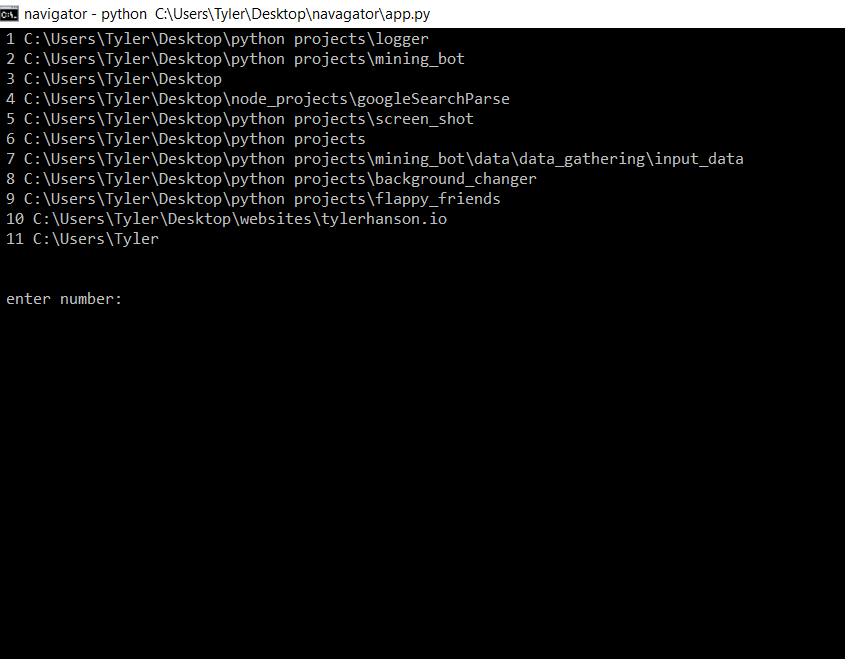 navigator - python  C:\Users\Tyler\Desktop\navagator\app.py
1 C:\Users\Tyler\Desktop\python projects\logger
2 C:\Users\Tyler\Desktop\python projects\mining_bot
3 C:\Users\Tyler\Desktop
4 C:\Users\Tyler\Desktop\node_projects\googleSearchParse
5 C:\Users\Tyler\Desktop\python projects\screen_shot
6 C:\Users\Tyler\Desktop\python projects
7 C:\Users\Tyler\Desktop\python projects\mining_bot\data\data_gathering\input_data
8 C:\Users\Tyler\Desktop\python projects\background_changer
9 C:\Users\Tyler\Desktop\python projects\flappy_friends
10 C:\Users\Tyler\Desktop\websites\tylerhanson.io
11 C:\Users\Tyler
enter number: